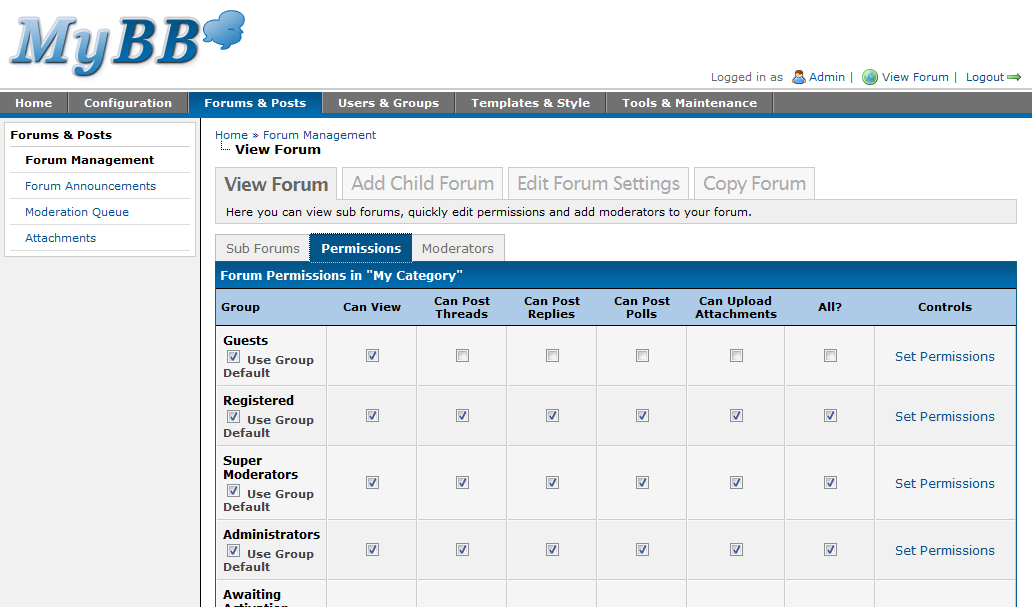 MyBB
Logged in as Admin | View Forum | Logout
Home Configuration Forums & Posts Users & Groups Templates & Style Tools & Maintenance
Forums & Posts
Forum Management
Forum Announcements
Moderation Queue
Attachments
Home » Forum Management
View Forum
View Forum Add Child Forum Edit Forum Settings Copy Forum
Here you can view sub forums, quickly edit permissions and add moderators to your forum.
Sub Forums Permissions Moderators
Forum Permissions in "My Category"
Group Can View Can Post Threads Can Post Replies Can Post Polls Can Upload Attachments All? Controls
Guests
Use Group
Default
Set Permissions
Registered
Use Group
Default
Set Permissions
Super
Moderators
Use Group
Default
Set Permissions
Administrators
Use Group
Default
Set Permissions
Awaiting
Activation